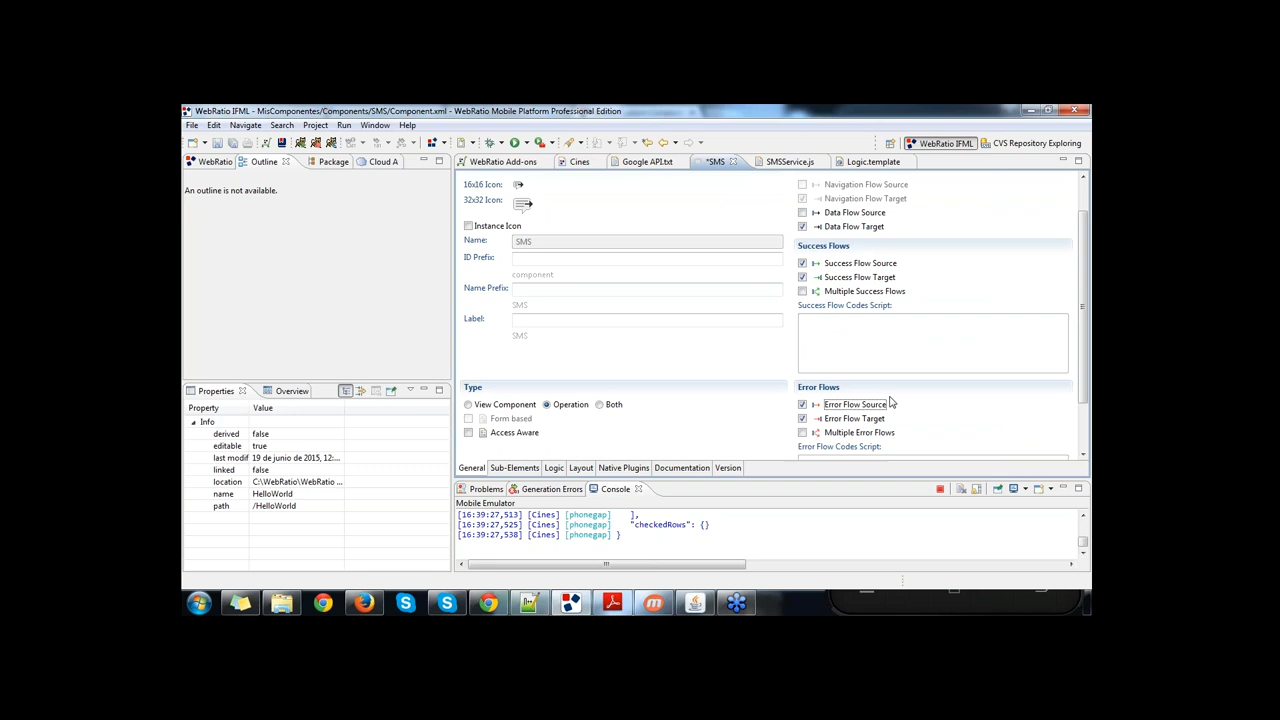 WebRatio IFML - MisComponentes/Components/SMS/Component.xml - WebRatio Mobile Platform Professional Edition
File Edit Navigate Search Project Run Window Help
WebRatio IFML CVS Repository Exploring
WebRatio Outline Package Cloud A
WebRatio Add-ons Cines Google API.txt *SMS SMSService.js Logic.template
An outline is not available.
16x16 Icon:
32x32 Icon:
Instance Icon
Name: SMS
ID Prefix:
component
Name Prefix:
SMS
Label:
SMS
Type
View Component Operation Both
Form based
Access Aware
Navigation Flow Source
Navigation Flow Target
Data Flow Source
Data Flow Target
Success Flows
Success Flow Source
Success Flow Target
Multiple Success Flows
Success Flow Codes Script:
Error Flows
Error Flow Source
Error Flow Target
Multiple Error Flows
Error Flow Codes Script:
General Sub-Elements Logic Layout Native Plugins Documentation Version
Properties Overview
Property Value
Info
derived false
editable true
last modif 19 de junio de 2015, 12:...
linked false
location C:\WebRatio\WebRatio ...
name HelloWorld
path /HelloWorld
Problems Generation Errors Console
Mobile Emulator
[16:39:27,513] [Cines] [phonegap] ],
[16:39:27,525] [Cines] [phonegap] "checkedRows": {}
[16:39:27,538] [Cines] [phonegap] }